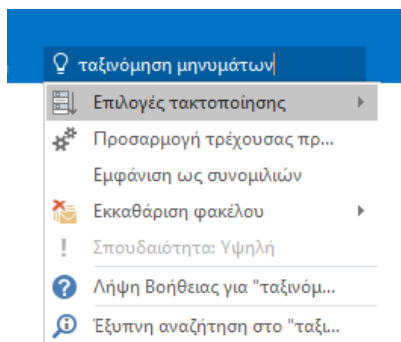 ταξινόμηση μηνυμάτων
Επιλογές τακτοποίησης
Προσαρμογή τρέχουσας πρ...
Εμφάνιση ως συνομιλιών
Εκκαθάριση φακέλου
Σπουδαιότητα: Υψηλή
Λήψη Βοήθειας για "ταξινόμ...
Έξυπνη αναζήτηση στο "ταξι...